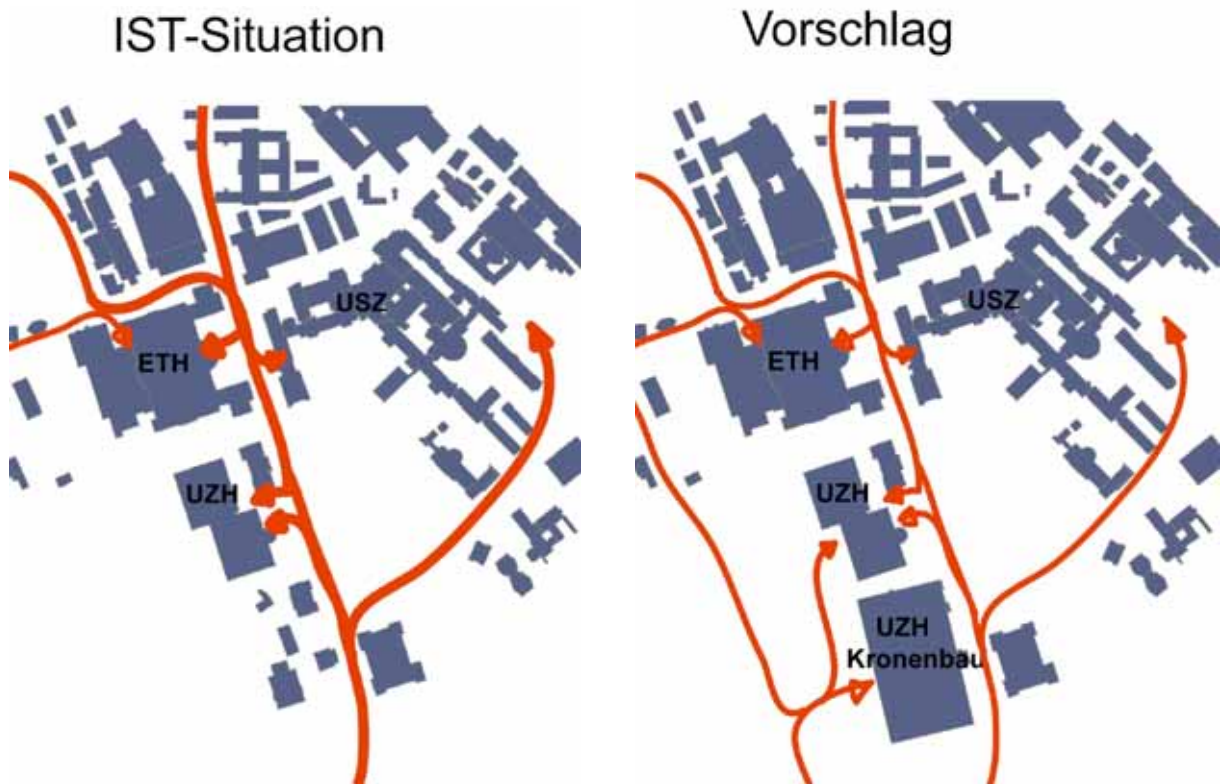 IST-Situation
USZ
ETH
UZH
Vorschlag
USZ
ETH
UZH
UZH
Kronenbau